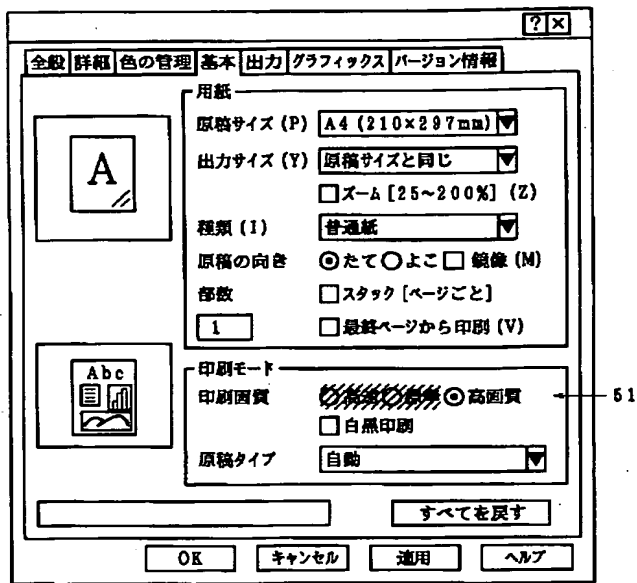 ? ×
全般 詳細 色の管理 基本 出力 グラフィックス バージョン情報
用紙
原稿サイズ (P) A4 (210×297mm)
出力サイズ (Y) 原稿サイズと同じ
ズーム [25~200%] (Z)
種類 (I) 普通紙
原稿の向き たて よこ 鏡像 (M)
部数 スタック [ページごと]
1 最終ページから印刷 (V)
A
印刷モード
印刷画質 高速 標準 高画質 51
白黒印刷
原稿タイプ 自動
Abc
すべてを戻す
OK キャンセル 適用 ヘルプ